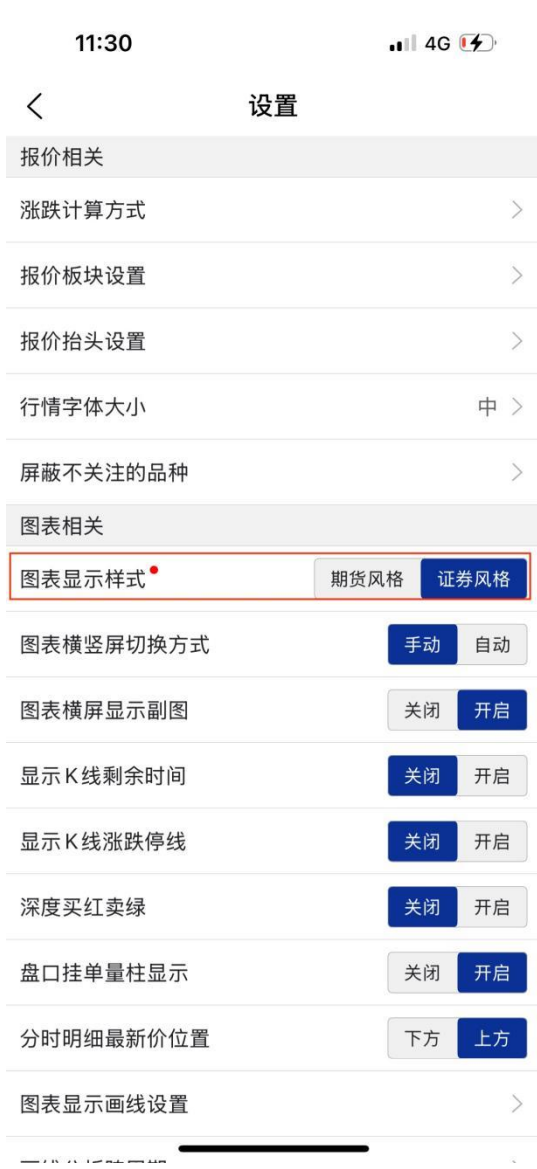 11:30 4G
设置
报价相关
涨跌计算方式
报价板块设置
报价抬头设置
行情字体大小 中
屏蔽不关注的品种
图表相关
图表显示样式 期货风格 证券风格
图表横竖屏切换方式 手动 自动
图表横屏显示副图 关闭 开启
显示K线剩余时间 关闭 开启
显示K线涨跌停线 关闭 开启
深度买红卖绿 关闭 开启
盘口挂单量柱显示 关闭 开启
分时明细最新价位置 下方 上方
图表显示画线设置